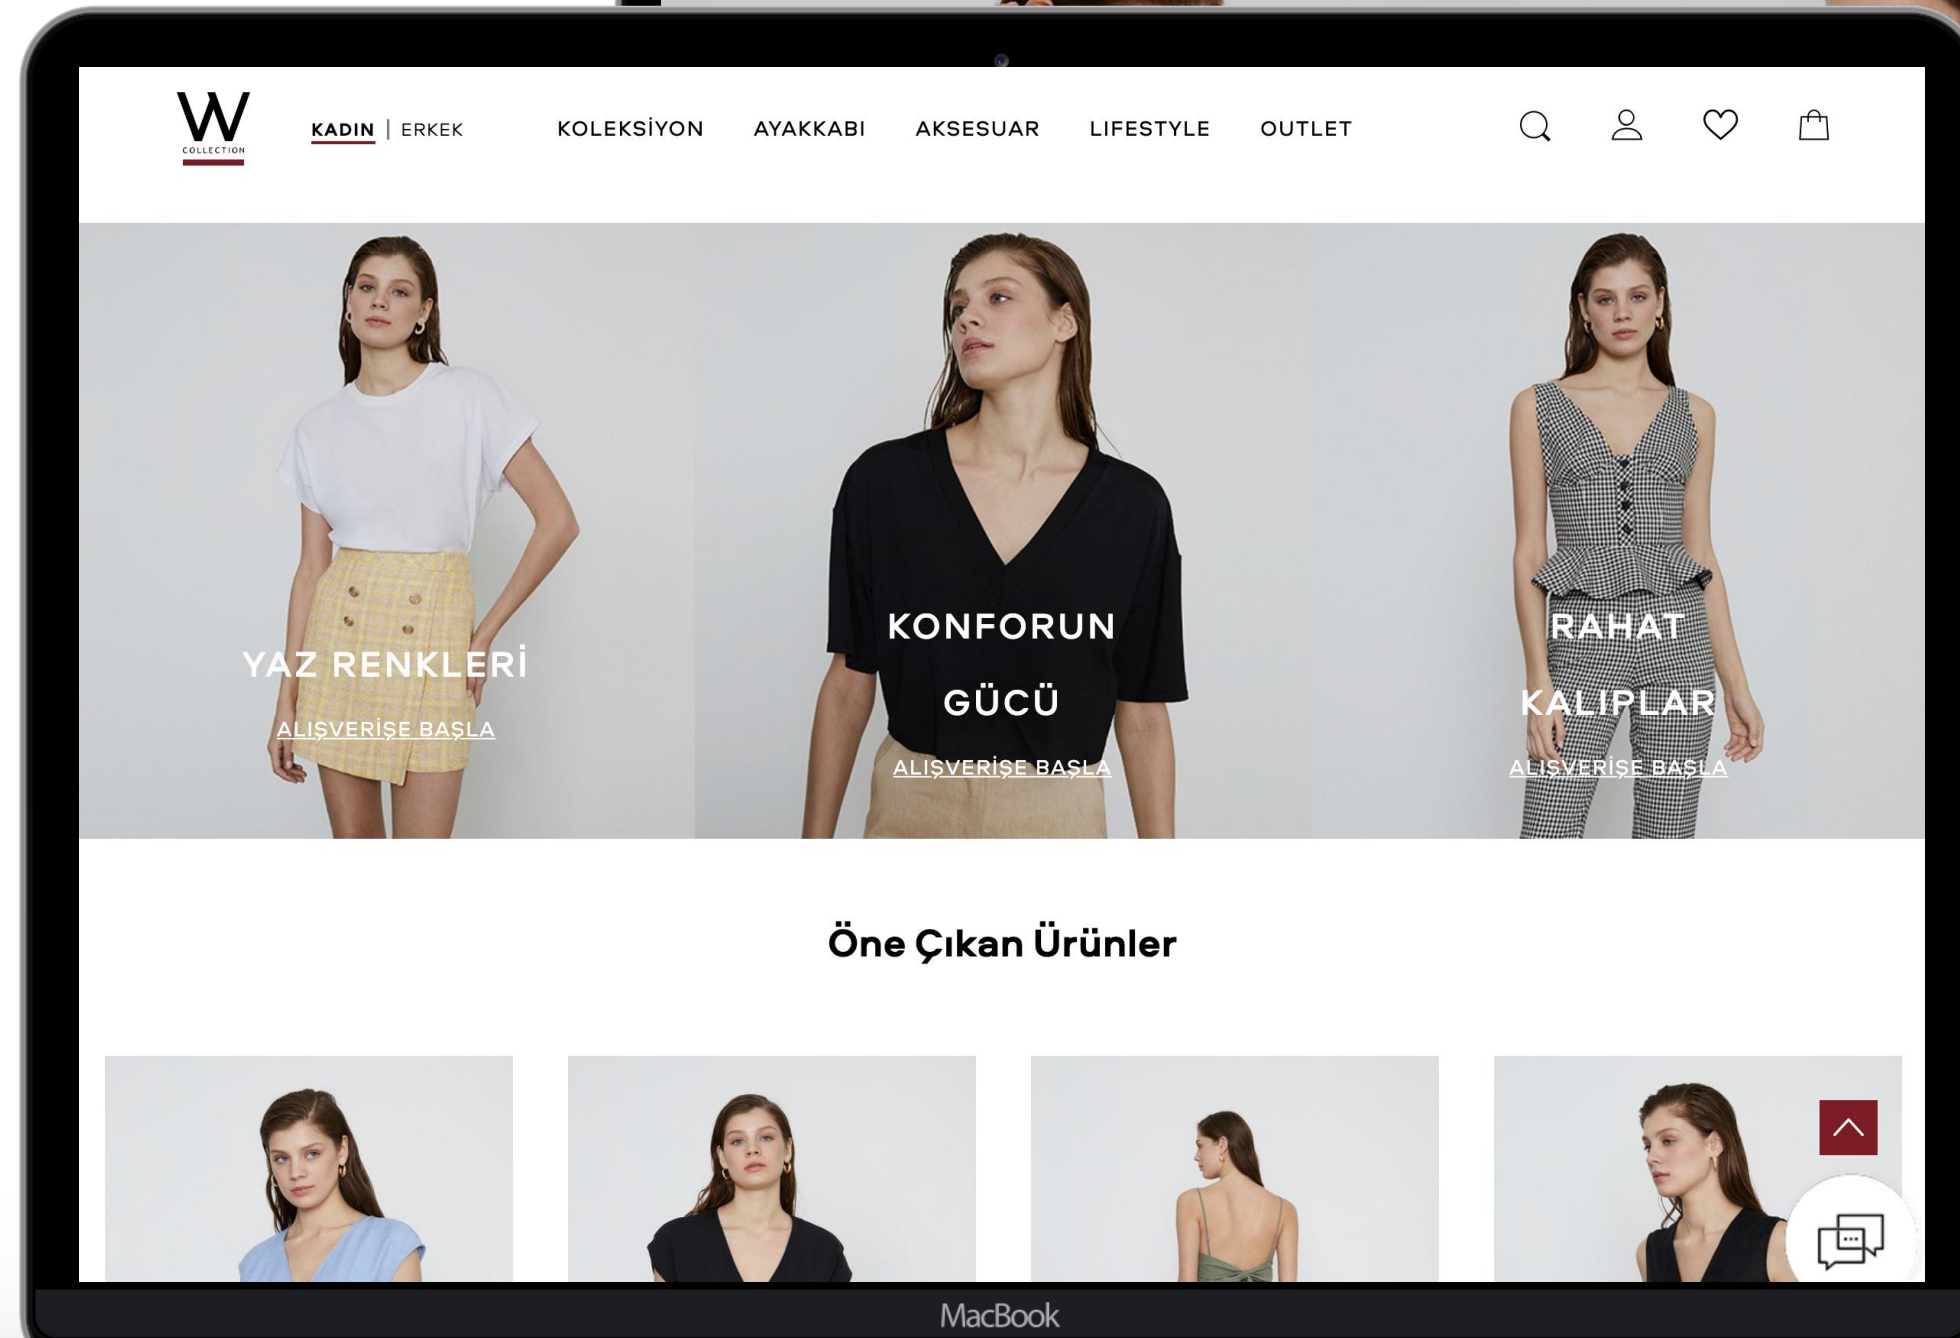 W
COLLECTION
KADIN | ERKEK
KOLEKSİYON
AYAKKABI
AKSESUAR
LIFESTYLE
OUTLET
YAZ RENKLERİ
ALIŞVERİŞE BAŞLA
KONFORUN
GÜCÜ
ALIŞVERİŞE BAŞLA
RAHAT
KALIPLAR
ALIŞVERİŞE BAŞLA
Öne Çıkan Ürünler
MacBook